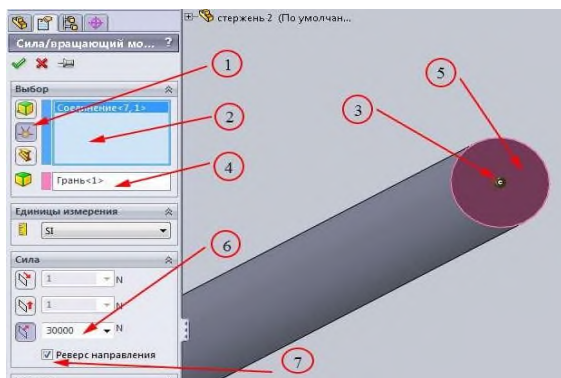 стержень 2 (По умолчан...
Сила/вращающий мо... ?
Выбор
Соединение<7, 1>
Грань<1>
Единицы измерения
SI
Сила
1 N
1 N
30000 N
Реверс направления
1
2
3
4
5
6
7